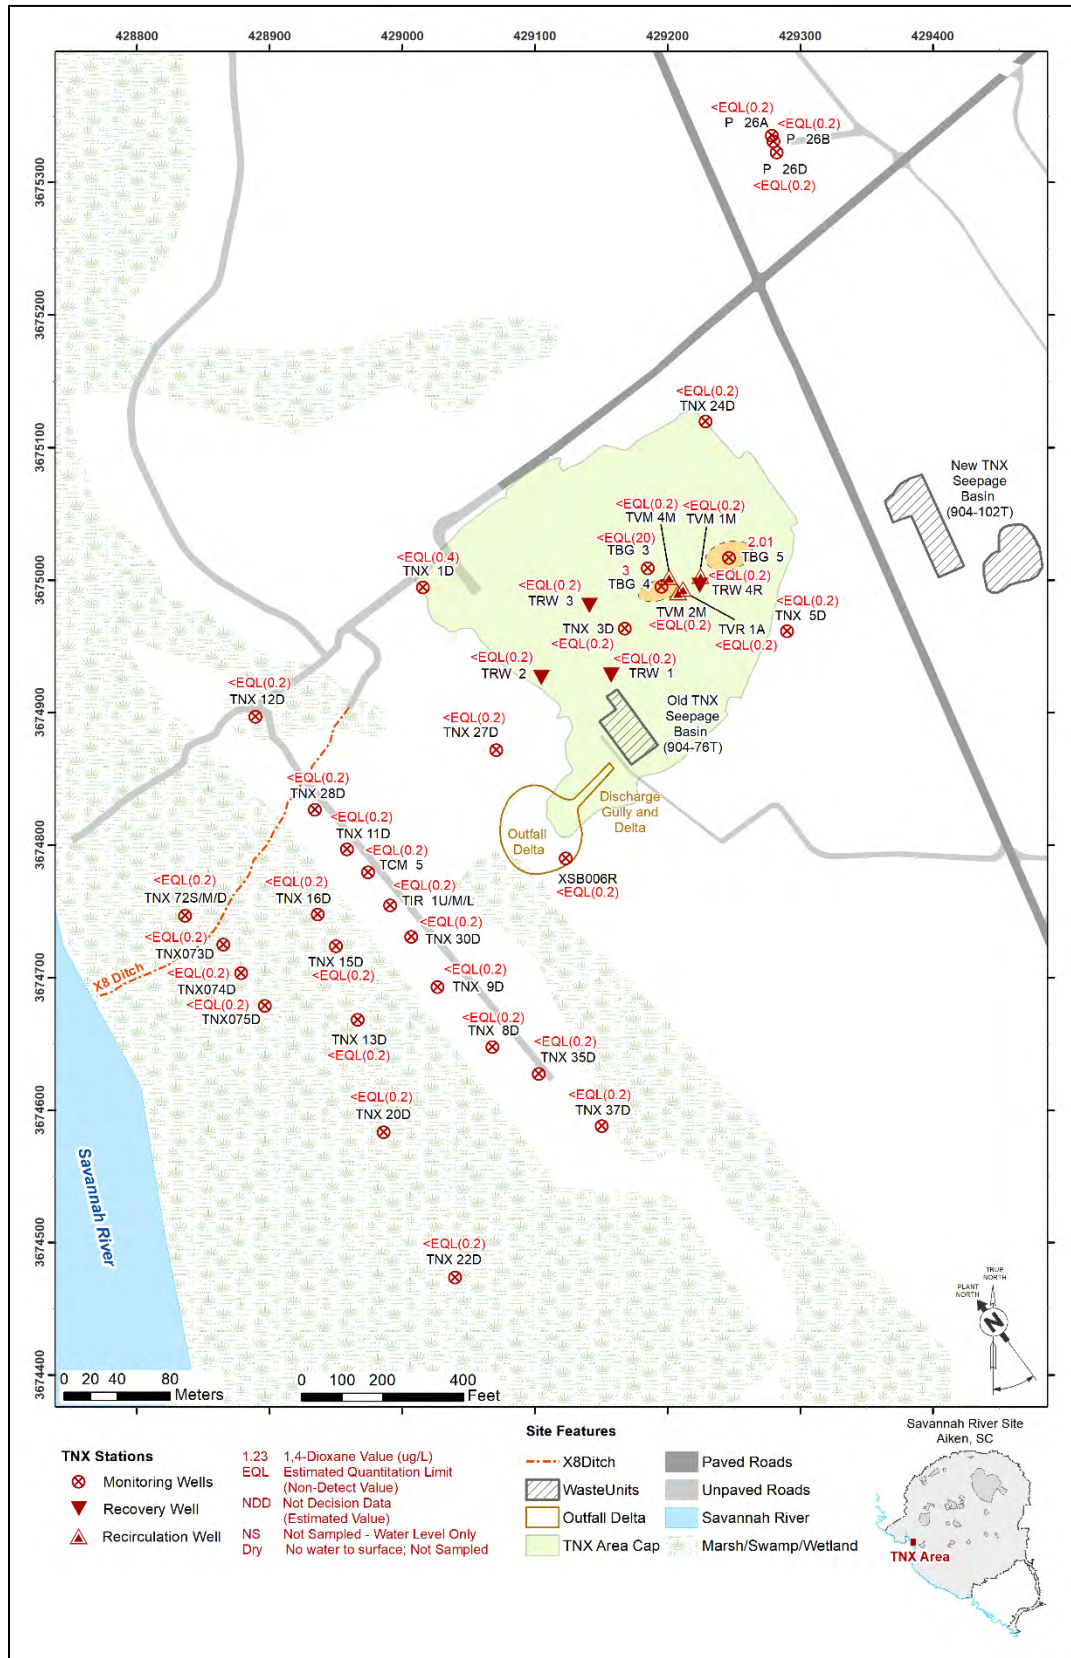 428800
428900
429000
429100
429200
429300
429400
3675300
3675200
3675100
3675000
3674900
3674800
3674700
3674600
3674500
3674400
<EQL(0.2)
P 26A
<EQL(0.2)
P 26B
P 26D
<EQL(0.2)
<EQL(0.2)
TNX 24D
New TNX
Seepage
Basin
(904-102T)
<EQL(0.2)
TVM 4M
<EQL(0.2)
TVM 1M
<EQL(20)
TBG 3
2.01
TBG 5
3
TBG 4
<EQL(0.4)
TNX 1D
<EQL(0.2)
TRW 3
<EQL(0.2)
TRW 4R
TVM 2M
<EQL(0.2)
TVR 1A
<EQL(0.2)
<EQL(0.2)
TNX 5D
TNX 3D
<EQL(0.2)
<EQL(0.2)
TRW 2
<EQL(0.2)
TRW 1
<EQL(0.2)
TNX 12D
Old TNX
Seepage
Basin
(904-76T)
<EQL(0.2)
TNX 27D
<EQL(0.2)
TNX 28D
Discharge
Gully and
Delta
Outfall
Delta
<EQL(0.2)
TNX 11D
<EQL(0.2)
TCM 5
XSB006R
<EQL(0.2)
<EQL(0.2)
TNX 72S/M/D
<EQL(0.2)
TNX 16D
<EQL(0.2)
TIR 1U/M/L
<EQL(0.2)
TNX 30D
<EQL(0.2)
TNX073D
TNX 15D
<EQL(0.2)
X8 Ditch
<EQL(0.2)
TNX074D
<EQL(0.2)
TNX 9D
<EQL(0.2)
TNX075D
<EQL(0.2)
TNX 8D
TNX 13D
<EQL(0.2)
<EQL(0.2)
TNX 35D
<EQL(0.2)
TNX 20D
<EQL(0.2)
TNX 37D
Savannah River
<EQL(0.2)
TNX 22D
TRUE
NORTH
PLANT
NORTH
N
0 20 40 80
Meters
0 100 200 400
Feet
TNX Stations
Monitoring Wells
Recovery Well
Recirculation Well
1.23 1,4-Dioxane Value (ug/L)
EQL Estimated Quantitation Limit
(Non-Detect Value)
NDD Not Decision Data
(Estimated Value)
NS Not Sampled - Water Level Only
Dry No water to surface; Not Sampled
Site Features
X8Ditch
WasteUnits
Outfall Delta
TNX Area Cap
Paved Roads
Unpaved Roads
Savannah River
Marsh/Swamp/Wetland
Savannah River Site
Aiken, SC
TNX Area